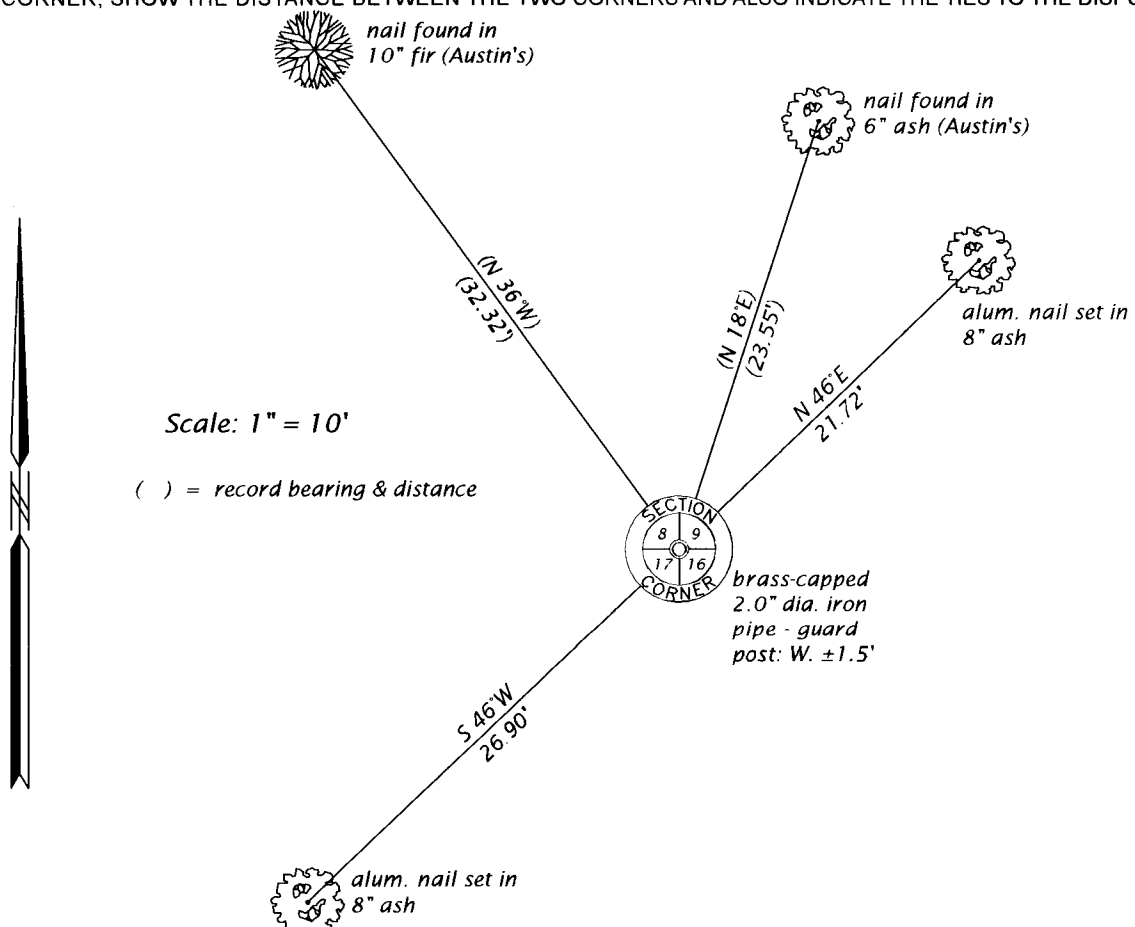 CORNER, SHOW THE DISTANCE BETWEEN THE TWO CORNERS AND ALSO INDICATE THE TIES TO THE
nail found in
10" fir (Austin's)
nail found in
6" ash (Austin's)
alum. nail set in
8" ash
(N 36°W)
(32.32')
(N 18°E)
(23.55')
N 46°E
21.72'
Scale: 1" = 10'
( ) = record bearing & distance
N
SECTION
8 9
17 16
CORNER
brass-capped
2.0" dia. iron
pipe - guard
post: W. ±1.5'
S 46°W
26.90'
alum. nail set in
8" ash